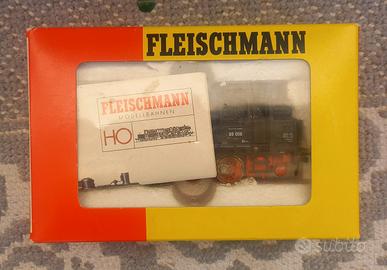 FLEISCHMANN
FLEISCHMANN
MODELLBAHNEN
HO
subito